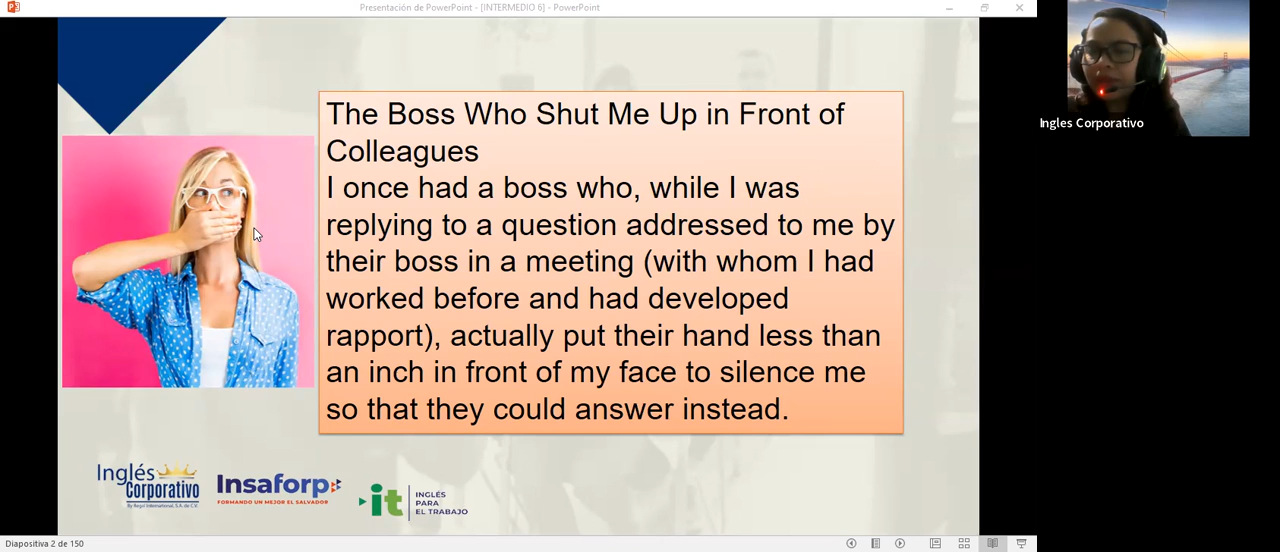 Presentación de PowerPoint - [INTERMEDIO 6] - PowerPoint
The Boss Who Shut Me Up in Front of
Colleagues
I once had a boss who, while I was
replying to a question addressed to me by
their boss in a meeting (with whom I had
worked before and had developed
rapport), actually put their hand less than
an inch in front of my face to silence me
so that they could answer instead.
Ingles Corporativo
Inglés
Corporativo
By Regal International, S.A. de C.V.
Insaforp
FORMANDO UN MEJOR EL SALVADOR
it
INGLÉS
PARA
EL TRABAJO
Diapositiva 2 de 150